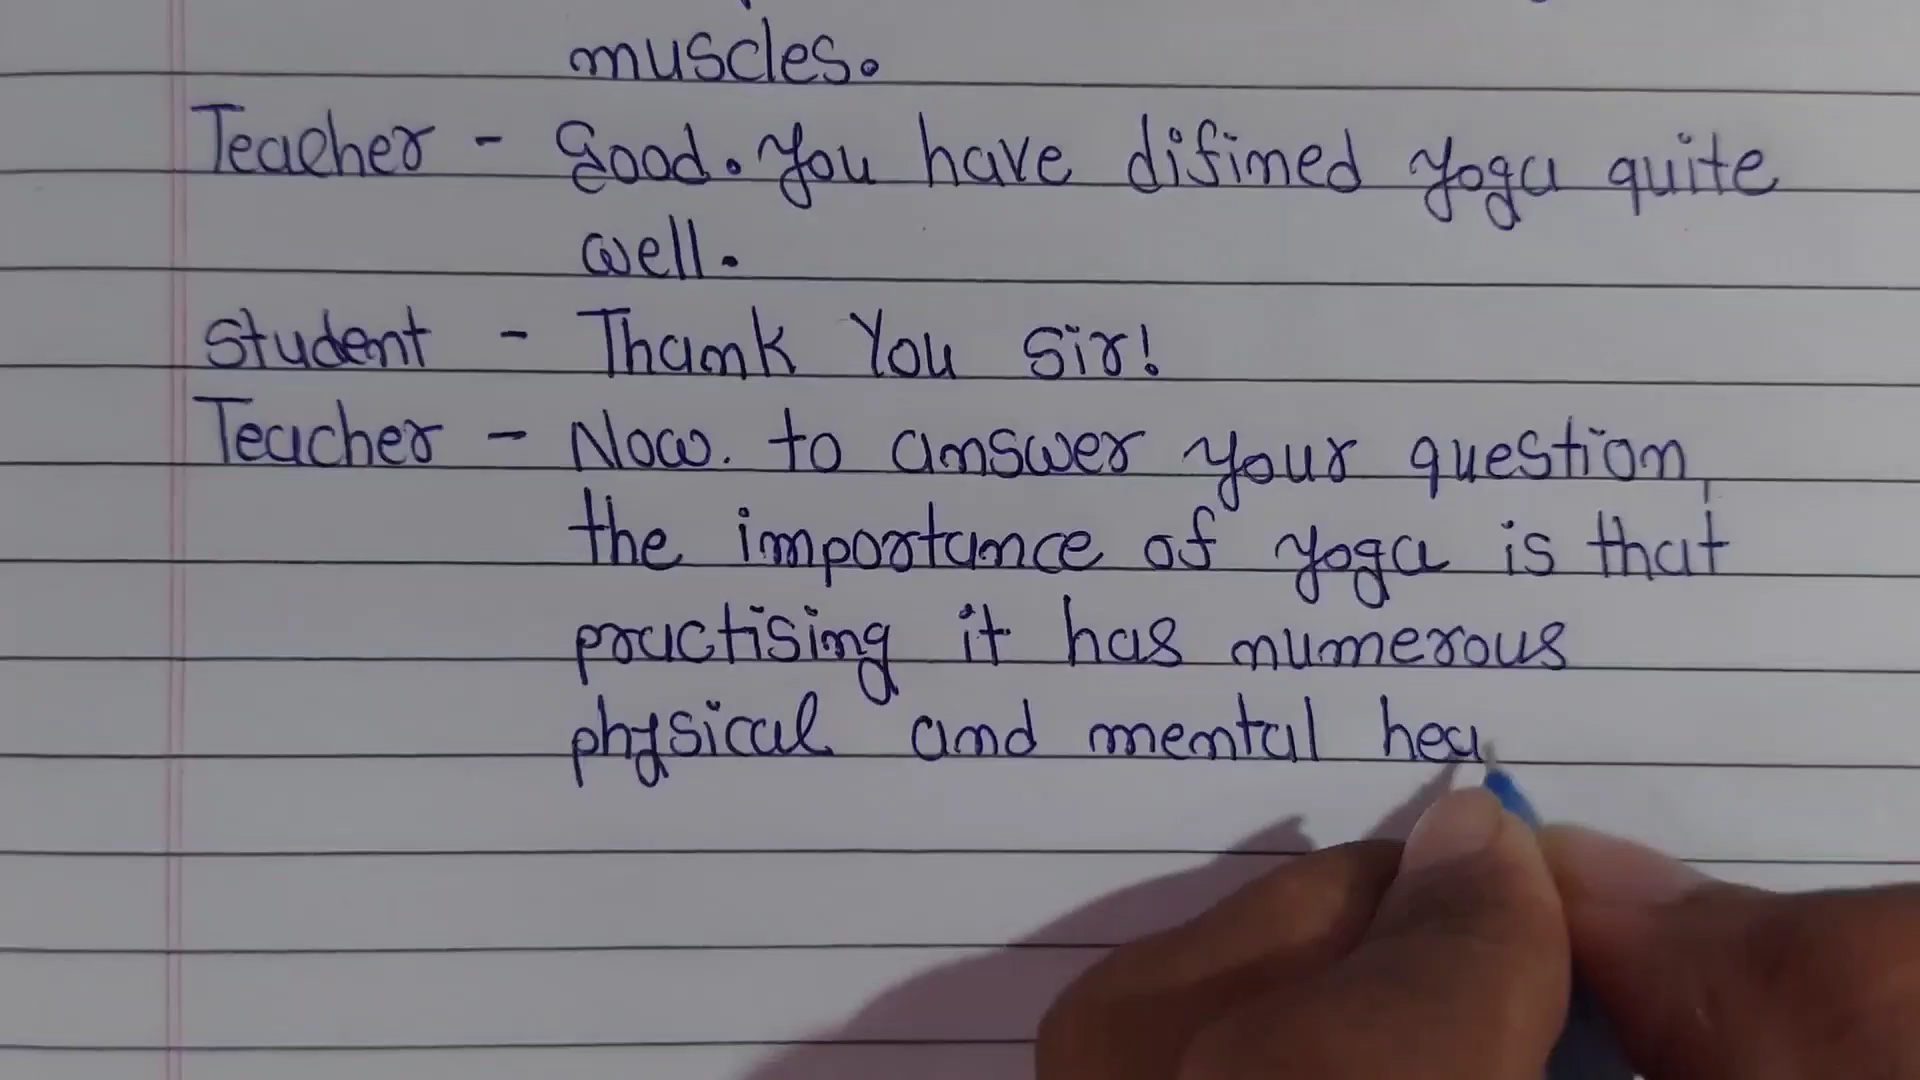 muscles.
Teacher - Good. You have difined yoga quite
well.
Student - Thank You Sir!
Teacher - Now. to answer your question,
the importance of yoga is that
practising it has numerous
physical and mental hea